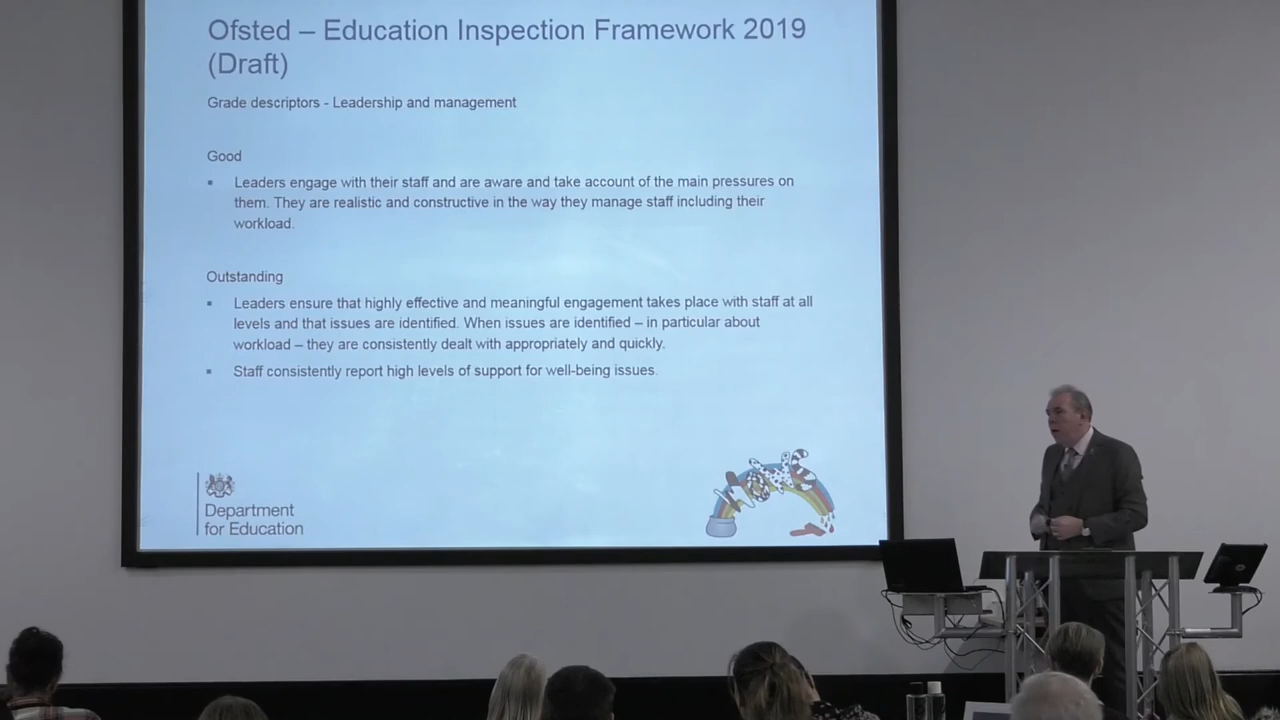 Ofsted – Education Inspection Framework 2019
(Draft)
Grade descriptors - Leadership and management
Good
▪ Leaders engage with their staff and are aware and take account of the main pressures on
them. They are realistic and constructive in the way they manage staff including their
workload.
Outstanding
▪ Leaders ensure that highly effective and meaningful engagement takes place with staff at all
levels and that issues are identified. When issues are identified – in particular about
workload – they are consistently dealt with appropriately and quickly.
▪ Staff consistently report high levels of support for well-being issues.
Department
for Education